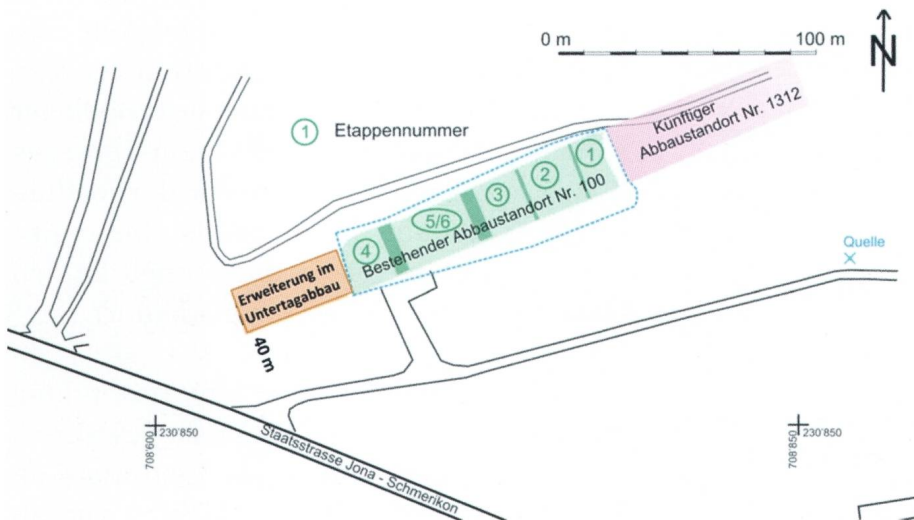 0 m
100 m
N
1
Etappennummer
Künftiger
Abbaustandort Nr. 1312
1
2
3
5/6
4
Bestehender Abbaustandort Nr. 100
Quelle
Erweiterung im
Untertagabbau
40 m
230'850
708'600
230'850
708'850
Staatsstrasse Jona - Schmerikon